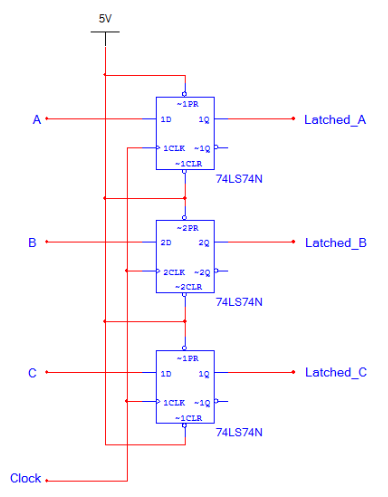 5V
~1PR
A
1D
1Q
Latched_A
1CLK
~1Q
~1CLR
74LS74N
~2PR
B
2D
2Q
Latched_B
2CLK
~2Q
~2CLR
74LS74N
~1PR
C
1D
1Q
Latched_C
1CLK
~1Q
~1CLR
74LS74N
Clock